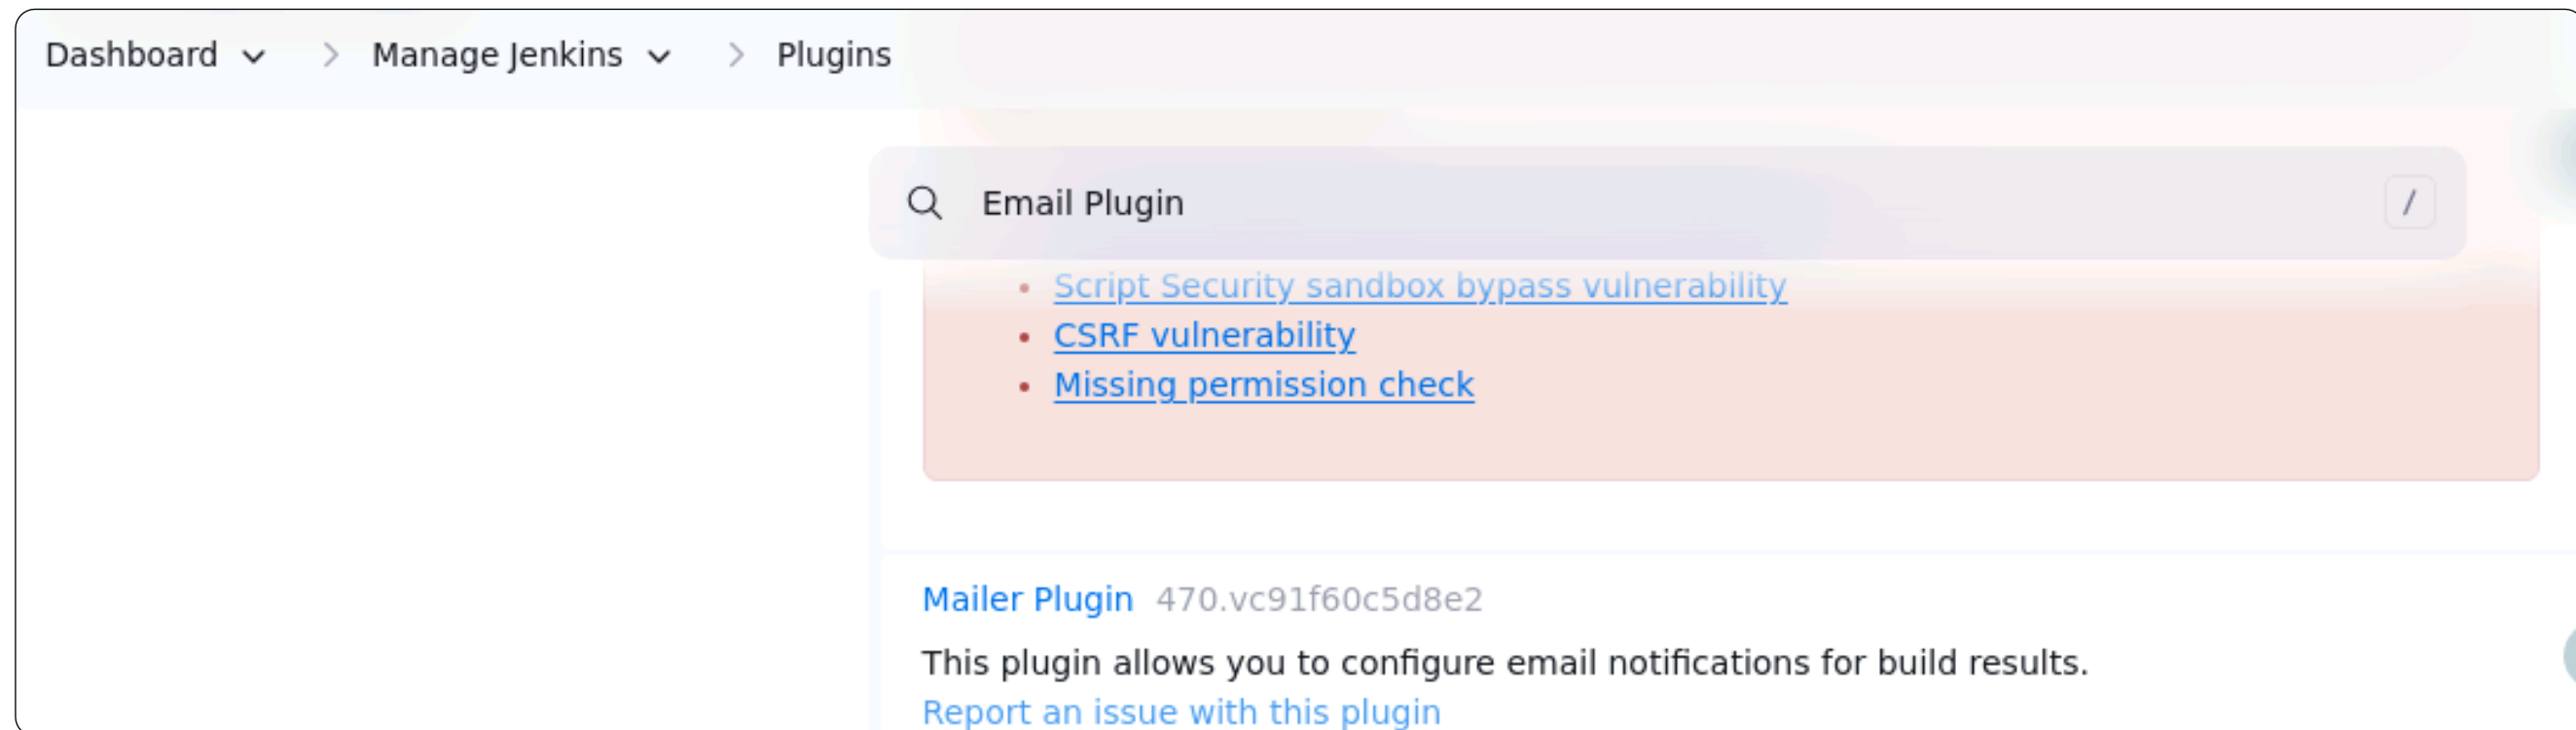 Dashboard Manage Jenkins Plugins
Email Plugin /
Script Security sandbox bypass vulnerability
CSRF vulnerability
Missing permission check
Mailer Plugin 470.vc91f60c5d8e2
This plugin allows you to configure email notifications for build results.
Report an issue with this plugin